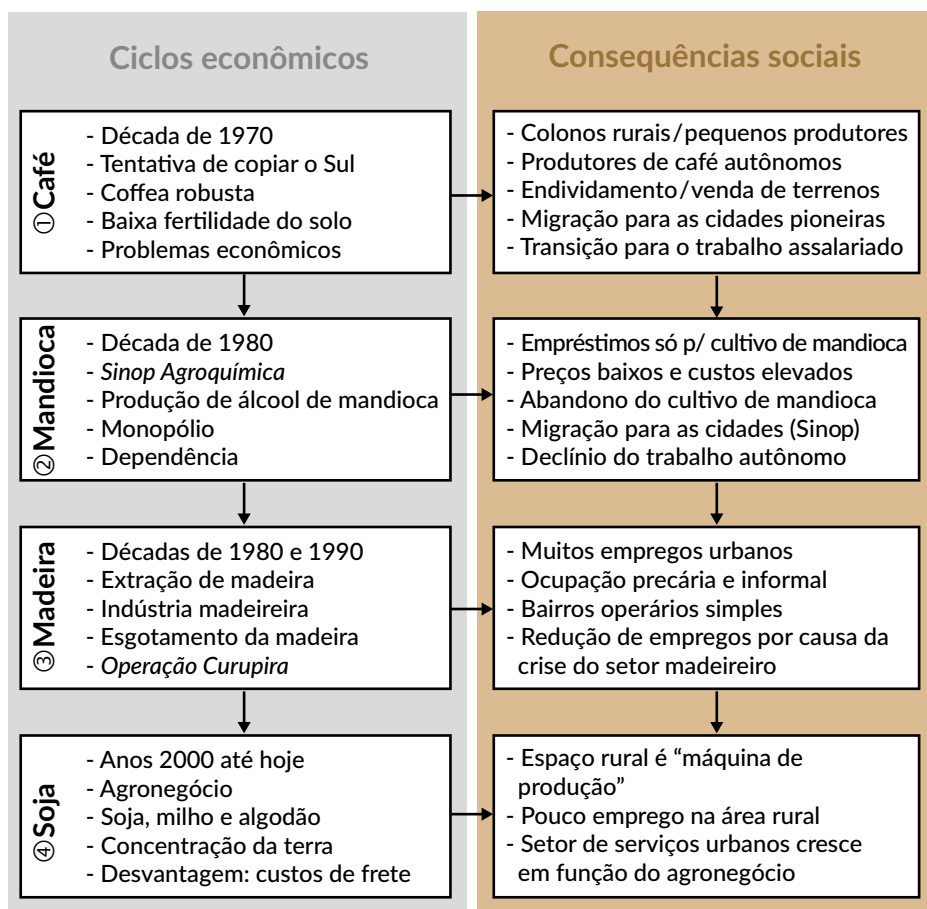 Ciclos econômicos
Consequências sociais
① Café
- Década de 1970
- Tentativa de copiar o Sul
- Coffea robusta
- Baixa fertilidade do solo
- Problemas econômicos
- Colonos rurais/pequenos produtores
- Produtores de café autônomos
- Endividamento/venda de terrenos
- Migração para as cidades pioneiras
- Transição para o trabalho assalariado
② Mandioca
- Década de 1980
- Sinop Agroquímica
- Produção de álcool de mandioca
- Monopólio
- Dependência
- Empréstimos só p/ cultivo de mandioca
- Preços baixos e custos elevados
- Abandono do cultivo de mandioca
- Migração para as cidades (Sinop)
- Declínio do trabalho autônomo
③ Madeira
- Décadas de 1980 e 1990
- Extração de madeira
- Indústria madeireira
- Esgotamento da madeira
- Operação Curupira
- Muitos empregos urbanos
- Ocupação precária e informal
- Bairros operários simples
- Redução de empregos por causa da
crise do setor madeireiro
④ Soja
- Anos 2000 até hoje
- Agronegócio
- Soja, milho e algodão
- Concentração da terra
- Desvantagem: custos de frete
- Espaço rural é “máquina de
produção”
- Pouco emprego na área rural
- Setor de serviços urbanos cresce
em função do agronegócio